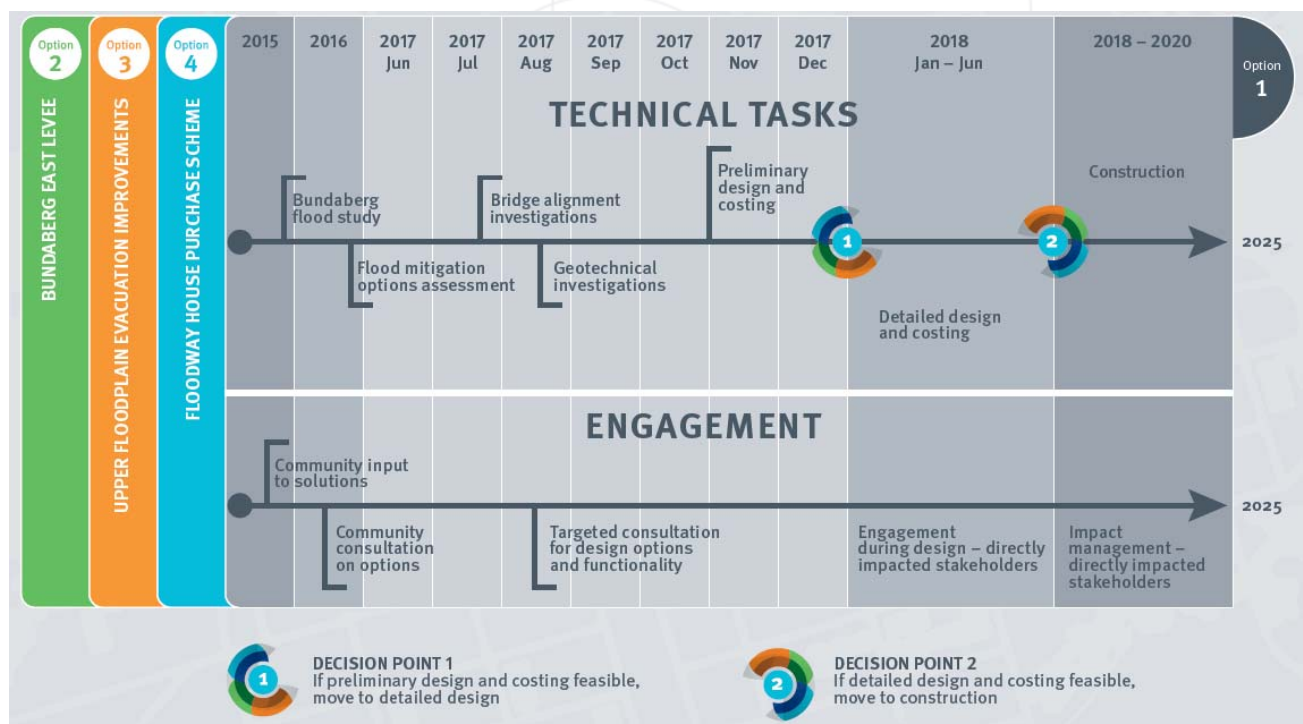 Option
2
BUNDABERG EAST LEVEE
Option
3
UPPER FLOODPLAIN EVACUATION IMPROVEMENTS
Option
4
FLOODWAY HOUSE PURCHASE SCHEME
2015
2016
2017
Jun
2017
Jul
2017
Aug
2017
Sep
2017
Oct
2017
Nov
2017
Dec
2018
Jan – Jun
2018 – 2020
Option
1
TECHNICAL TASKS
Bundaberg
flood study
Flood mitigation
options assessment
Bridge alignment
investigations
Geotechnical
investigations
Preliminary
design and
costing
1
Detailed design
and costing
2
Construction
2025
ENGAGEMENT
Community input
to solutions
Community
consultation
on options
Targeted consultation
for design options
and functionality
Engagement
during design – directly
impacted stakeholders
Impact
management –
directly impacted
stakeholders
2025
1
DECISION POINT 1
If preliminary design and costing feasible,
move to detailed design
2
DECISION POINT 2
If detailed design and costing feasible,
move to construction